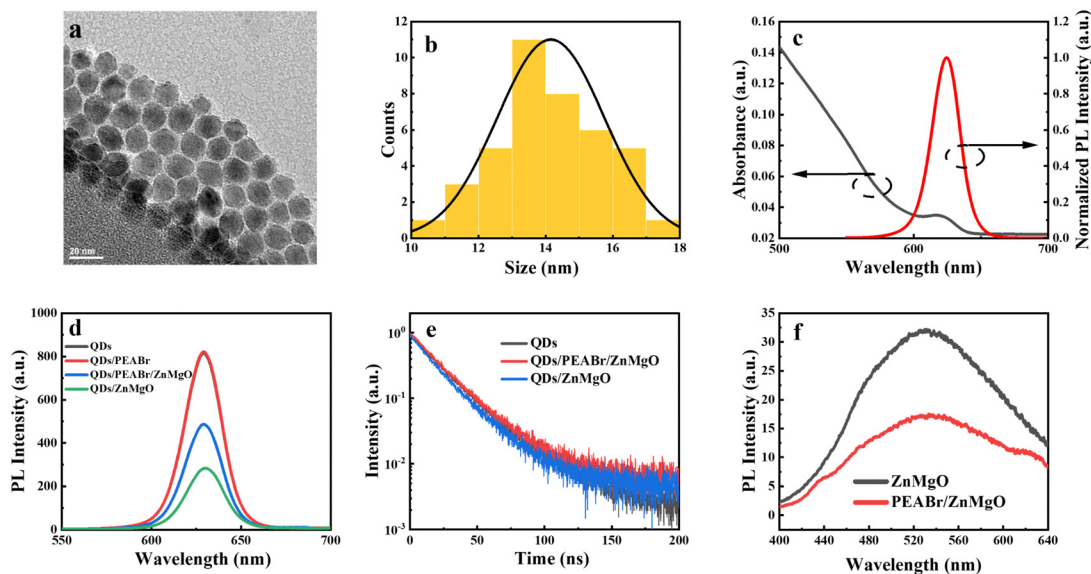 a
20 nm
b
Counts
12
10
8
6
4
2
0
10 12 14 16 18
Size (nm)
c
Absorbance (a.u.)
0.16
0.14
0.12
0.10
0.08
0.06
0.04
0.02
500 600 700
Wavelength (nm)
1.2
1.0
0.8
0.6
0.4
0.2
0.0
Normalized PL Intensity (a.u.)
d
PL Intensity (a.u.)
1000
800
600
400
200
0
QDs
QDs/PEABr
QDs/PEABr/ZnMgO
QDs/ZnMgO
550 600 650 700
Wavelength (nm)
e
Intensity (a.u.)
10⁰
10⁻¹
10⁻²
10⁻³
QDs
QDs/PEABr/ZnMgO
QDs/ZnMgO
0 50 100 150 200
Time (ns)
f
PL Intensity (a.u.)
35
30
25
20
15
10
5
0
ZnMgO
PEABr/ZnMgO
400 440 480 520 560 600 640
Wavelength (nm)